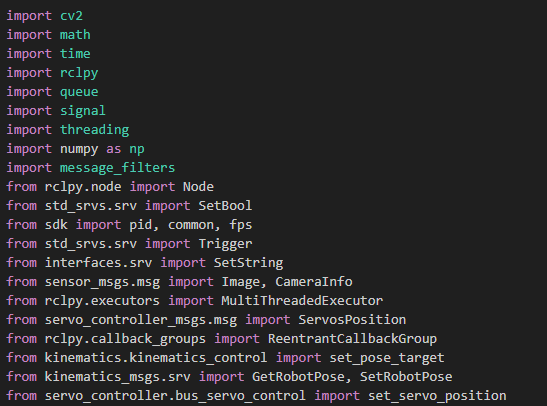 import cv2
import math
import time
import rclpy
import queue
import signal
import threading
import numpy as np
import message_filters
from rclpy.node import Node
from std_srvs.srv import SetBool
from sdk import pid, common, fps
from std_srvs.srv import Trigger
from interfaces.srv import SetString
from sensor_msgs.msg import Image, CameraInfo
from rclpy.executors import MultiThreadedExecutor
from servo_controller_msgs.msg import ServosPosition
from rclpy.callback_groups import ReentrantCallbackGroup
from kinematics.kinematics_control import set_pose_target
from kinematics_msgs.srv import GetRobotPose, SetRobotPose
from servo_controller.bus_servo_control import set_servo_position